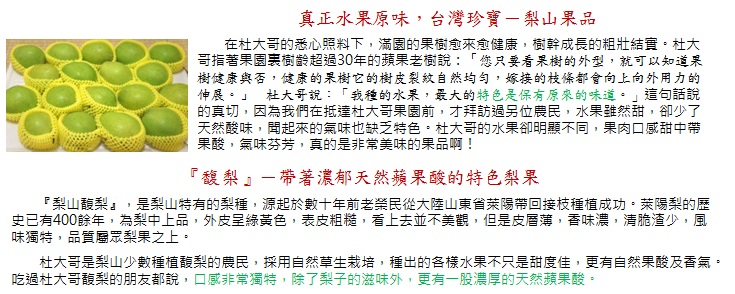 真正水果原味，台灣珍寶－梨山果品
在杜大哥的悉心照料下，滿園的果樹愈來愈健康，樹幹成長的粗壯結實。杜大
哥指著果園裏樹齡超過30年的蘋果老樹說：「您只要看果樹的外型，就可以知道果
樹健康與否，健康的果樹它的樹皮裂紋自然均勻，嫁接的枝條都會向上向外用力的
伸展。」 杜大哥說：「我種的水果，最大的特色是保有原來的味道。」這句話說
的真切，因為我們在抵達杜大哥果園前，才拜訪過另位農民，水果雖然甜，卻少了
天然酸味，聞起來的氣味也缺乏特色。杜大哥的水果卻明顯不同，果肉口感甜中帶
果酸，氣味芬芳，真的是非常美味的果品啊！
『馥梨』－帶著濃郁天然蘋果酸的特色梨果
『梨山馥梨』，是梨山特有的梨種，源起於數十年前老榮民從大陸山東省萊陽帶回接枝種植成功。萊陽梨的歷
史已有400餘年，為梨中上品，外皮呈綠黃色，表皮粗糙，看上去並不美觀，但是皮層薄，香味濃，清脆渣少，風
味獨特，品質屬眾梨果之上。
杜大哥是梨山少數種植馥梨的農民，採用自然草生栽培，種出的各樣水果不只是甜度佳，更有自然果酸及香氣。
吃過杜大哥馥梨的朋友都說，口感非常獨特，除了梨子的滋味外，更有一股濃厚的天然蘋果酸。